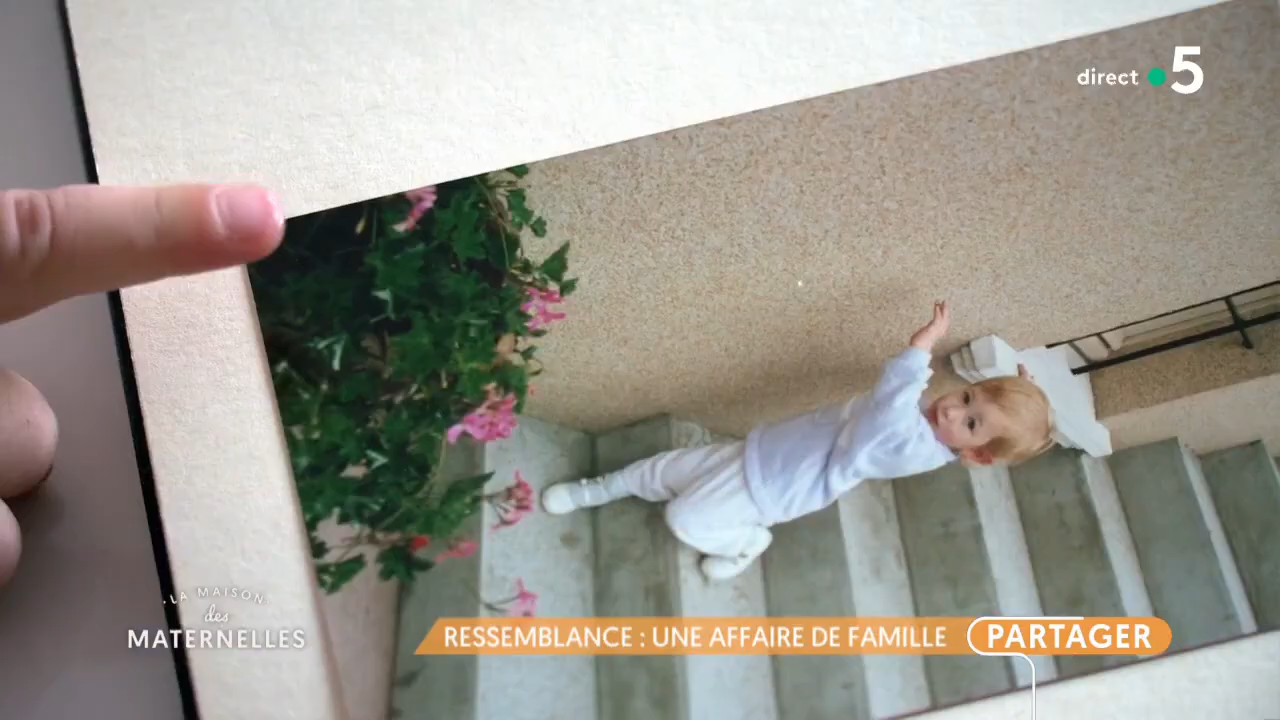 direct 5
LA MAISON
des
MATERNELLES
RESSEMBLANCE : UNE AFFAIRE DE FAMILLE PARTAGER